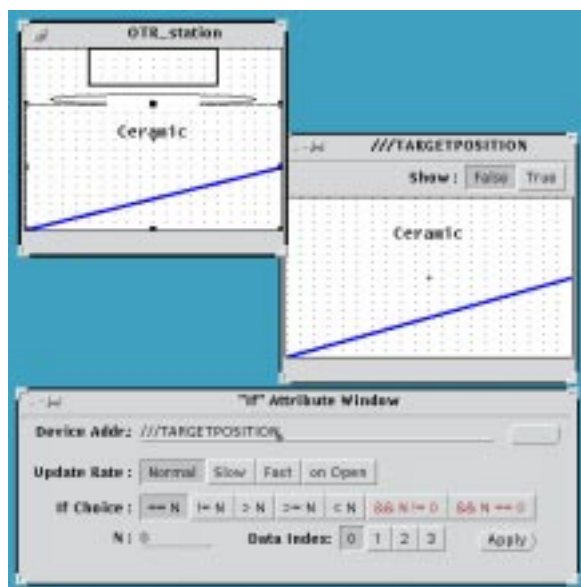 OTR_station
Ceramic
///TARGETPOSITION
Show: False True
Ceramic
"If" Attribute Window
Device Addr: ///TARGETPOSITION
Update Rate: Normal Slow Fast on Open
If Choice: == N != N > N >= N < N && N != 0 && N == 0
N: 0 Data Index: 0 1 2 3 Apply